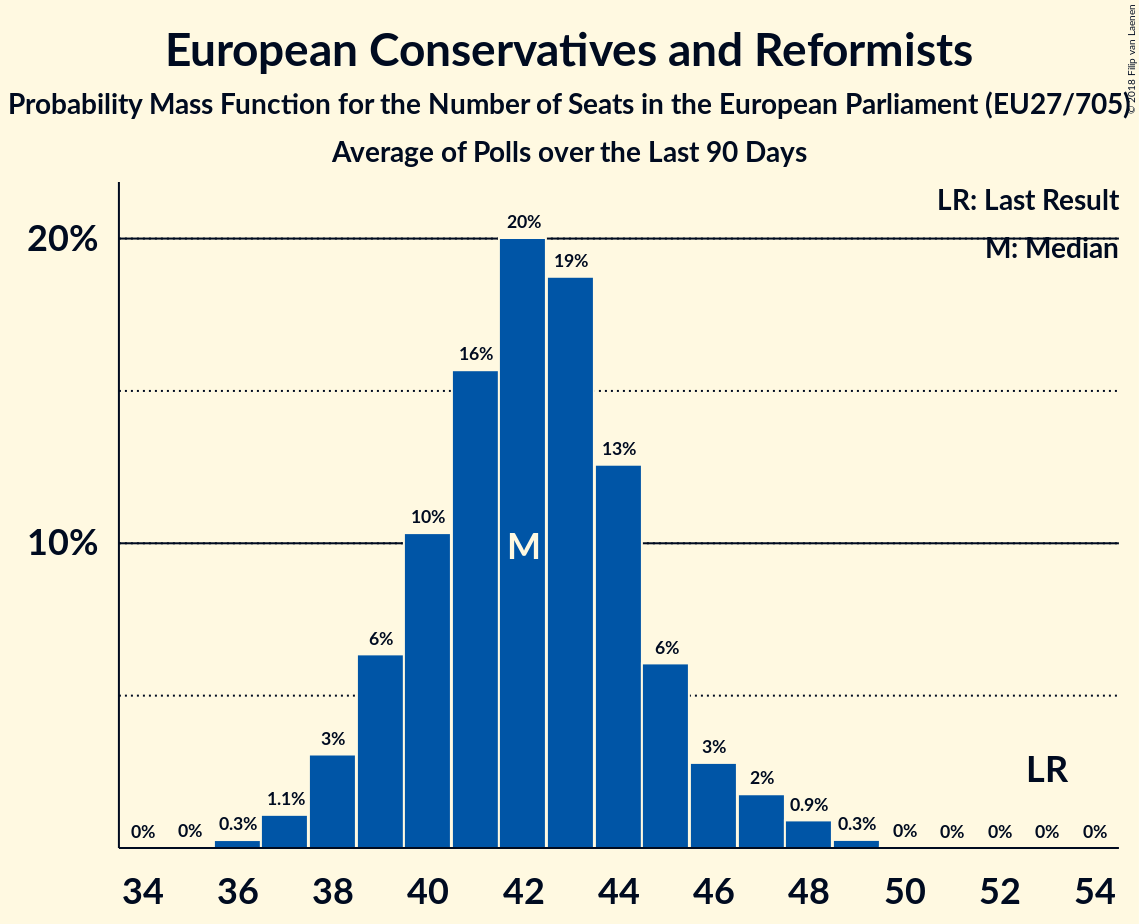 European Conservatives and Reformists
Probability Mass Function for the Number of Seats in the European Parliament (EU27/705)
Average of Polls over the Last 90 Days
© 2018 Filip van Laenen
LR: Last Result
M: Median
20%
10%
0% 0% 0.3% 1.1% 3% 6% 10% 16% 20% 19% 13% 6% 3% 2% 0.9% 0.3% 0% 0% 0% 0% 0%
M
LR
34 36 38 40 42 44 46 48 50 52 54